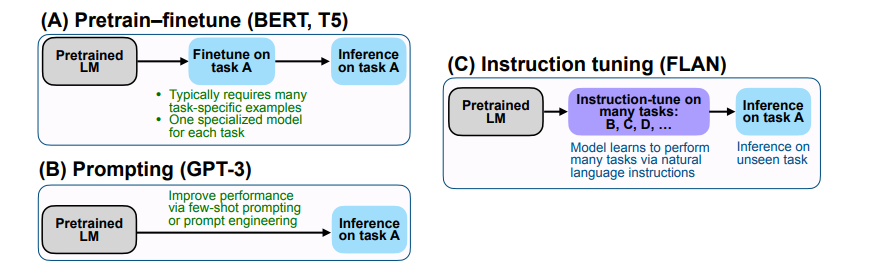 (A) Pretrain–finetune (BERT, T5)
Pretrained
LM
Finetune on
task A
Inference
on task A
• Typically requires many
task-specific examples
• One specialized model
for each task
(B) Prompting (GPT-3)
Improve performance
via few-shot prompting
or prompt engineering
Pretrained
LM
Inference
on task A
(C) Instruction tuning (FLAN)
Pretrained
LM
Instruction-tune on
many tasks:
B, C, D, …
Inference
on task A
Model learns to perform
many tasks via natural
language instructions
Inference on
unseen task